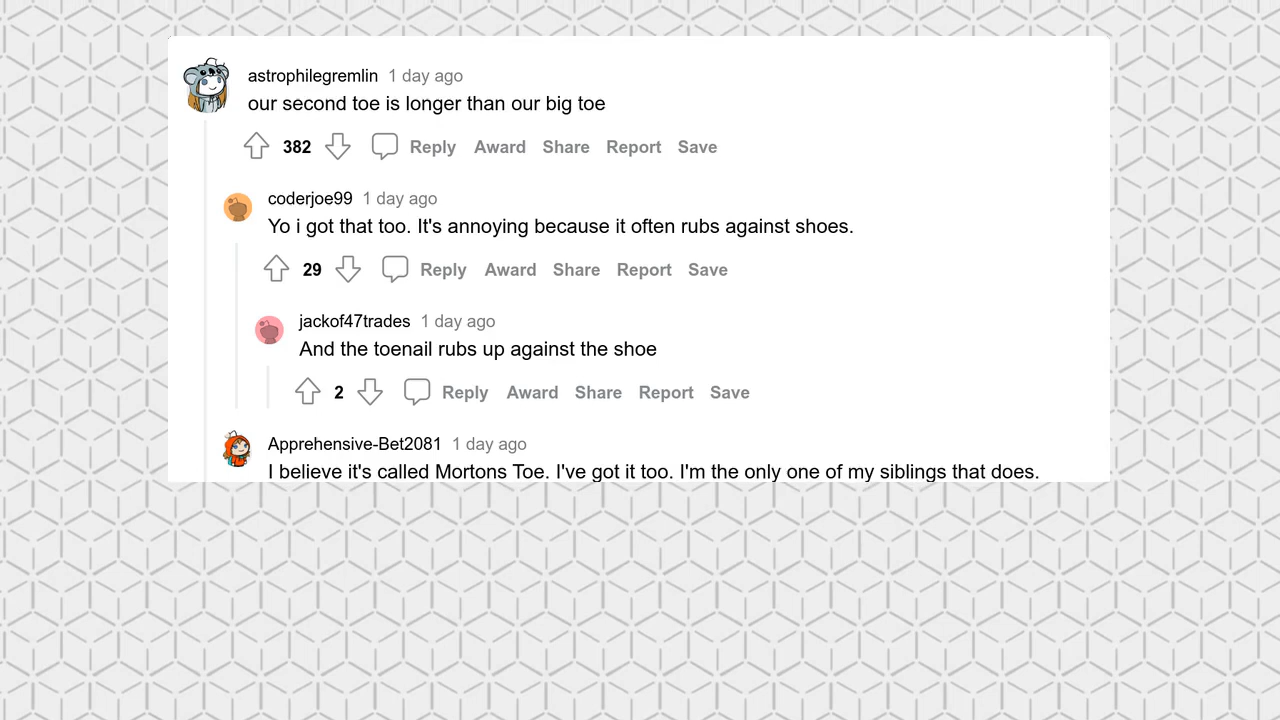 astrophilegremlin 1 day ago
our second toe is longer than our big toe
382 Reply Award Share Report Save
coderjoe99 1 day ago
Yo i got that too. It's annoying because it often rubs against shoes.
29 Reply Award Share Report Save
jackof47trades 1 day ago
And the toenail rubs up against the shoe
2 Reply Award Share Report Save
Apprehensive-Bet2081 1 day ago
I believe it's called Mortons Toe. I've got it too. I'm the only one of my siblings that does.